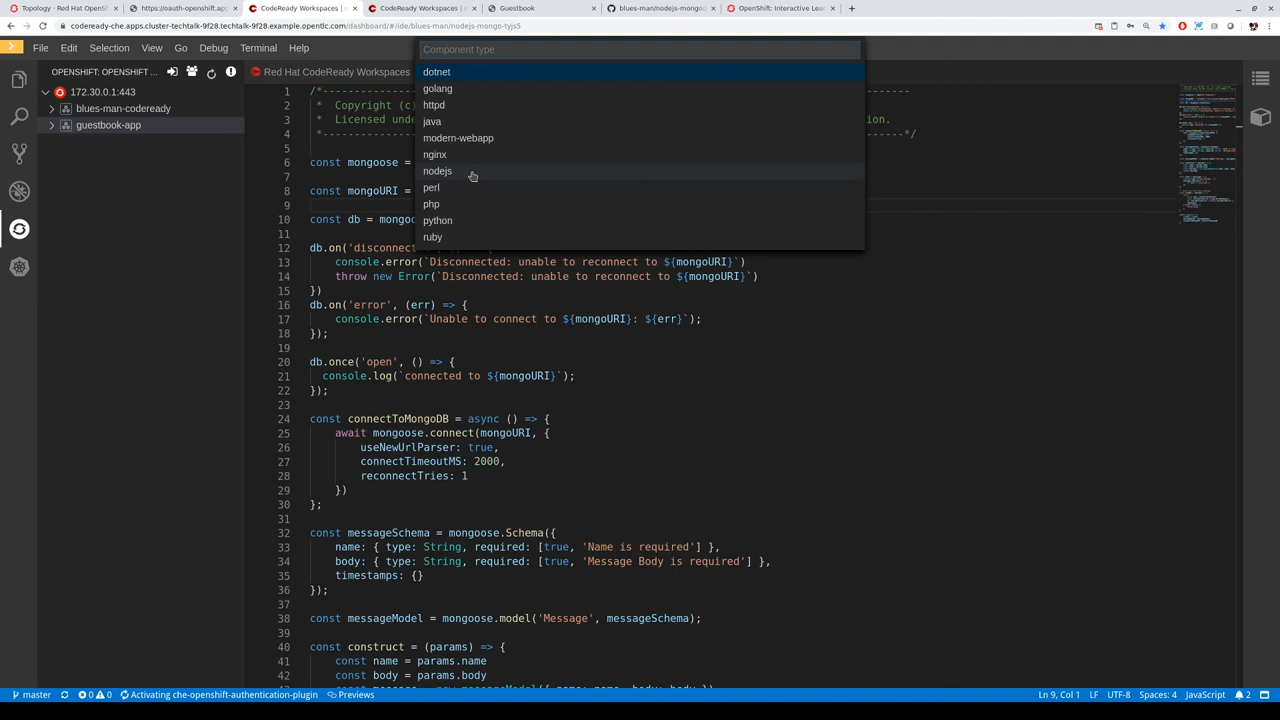 Topology - Red Hat OpenSh
https://oauth-openshift.app
CodeReady Workspaces |
CodeReady Workspaces |
Guestbook
blues-man/nodejs-mongod
OpenShift: Interactive Lea
codeready-che.apps.cluster-techtalk-9f28.techtalk-9f28.example.opentlc.com/dashboard/#/ide/blues-man/nodejs-mongo-tyjs5
File Edit Selection View Go Debug Terminal Help
Component type
OPENSHIFT: OPENSHIFT ...
Red Hat CodeReady Workspaces
172.30.0.1:443
blues-man-codeready
guestbook-app
dotnet
golang
httpd
java
modern-webapp
nginx
nodejs
perl
php
python
ruby
1 /*--
2 * Copyright (c)
3 * Licensed unde ion.
4 *--*/
5
6 const mongoose =
7
8 const mongoURI =
9
10 const db = mongoo
11
12 db.on('disconnect
13 console.error(`Disconnected: unable to reconnect to ${mongoURI}`)
14 throw new Error(`Disconnected: unable to reconnect to ${mongoURI}`)
15 })
16 db.on('error', (err) => {
17 console.error(`Unable to connect to ${mongoURI}: ${err}`);
18 });
19
20 db.once('open', () => {
21 console.log(`connected to ${mongoURI}`);
22 });
23
24 const connectToMongoDB = async () => {
25 await mongoose.connect(mongoURI, {
26 useNewUrlParser: true,
27 connectTimeoutMS: 2000,
28 reconnectTries: 1
29 })
30 };
31
32 const messageSchema = mongoose.Schema({
33 name: { type: String, required: [true, 'Name is required'] },
34 body: { type: String, required: [true, 'Message Body is required'] },
35 timestamps: {}
36 });
37
38 const messageModel = mongoose.model('Message', messageSchema);
39
40 const construct = (params) => {
41 const name = params.name
42 const body = params.body
master 0 0 Activating che-openshift-authentication-plugin Previews Ln 9, Col 1 LF UTF-8 Spaces: 4 JavaScript 2